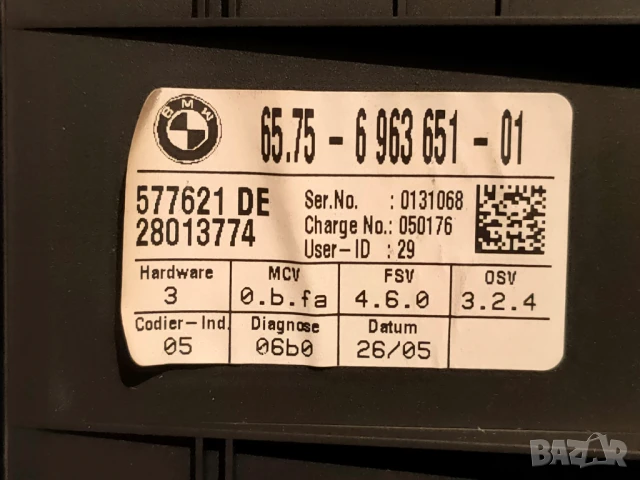 BMW
65.75 - 6 963 651 - 01
577621 DE
28013774
Ser.No. : 0131068
Charge No.: 050176
User-ID : 29
Hardware MCV FSV OSV
3 0.b.fa 4.6.0 3.2.4
Codier-Ind. Diagnose Datum
05 06b0 26/05
BAZAR
bg